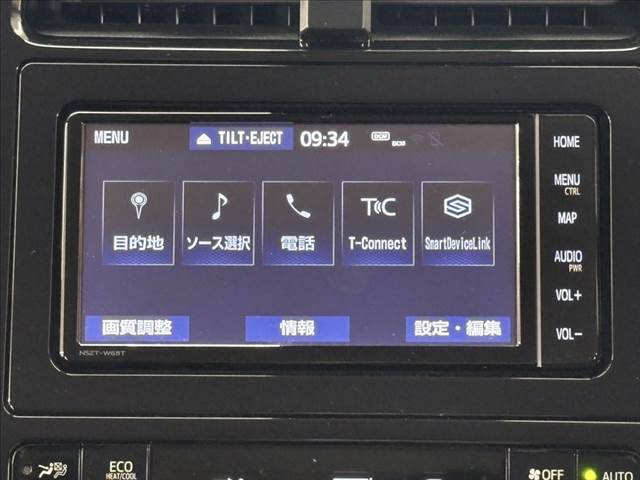 MENU
TILT・EJECT
09:34
DCM
DCM
目的地
ソース選択
電話
T-Connect
SmartDeviceLink
画質調整
情報
設定・編集
HOME
MENU
CTRL
MAP
AUDIO
PWR
VOL+
VOL−
NSZT-W68T
ECO
HEAT/COOL
OFF
AUTO